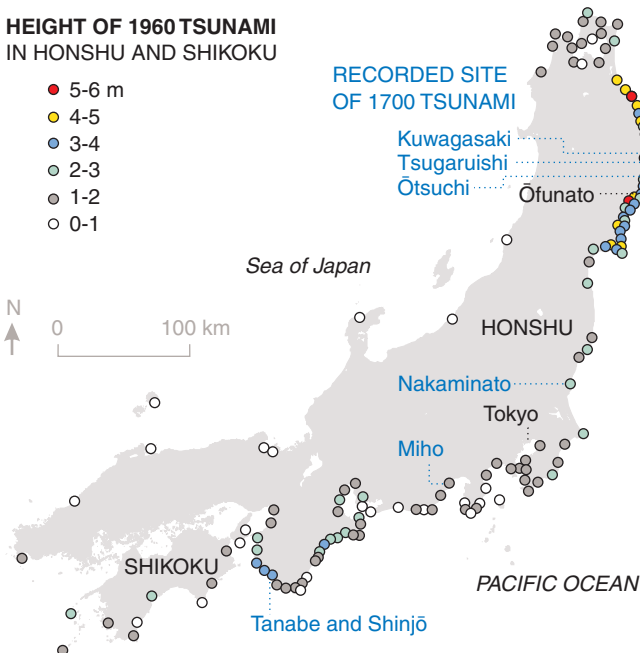 HEIGHT OF 1960 TSUNAMI
IN HONSHU AND SHIKOKU
5-6 m
4-5
3-4
2-3
1-2
0-1
RECORDED SITE
OF 1700 TSUNAMI
Kuwagasaki
Tsugaruishi
Ōtsuchi
Ōfunato
Sea of Japan
N
0 100 km
HONSHU
Nakaminato
Tokyo
Miho
SHIKOKU
PACIFIC OCEAN
Tanabe and Shinjō